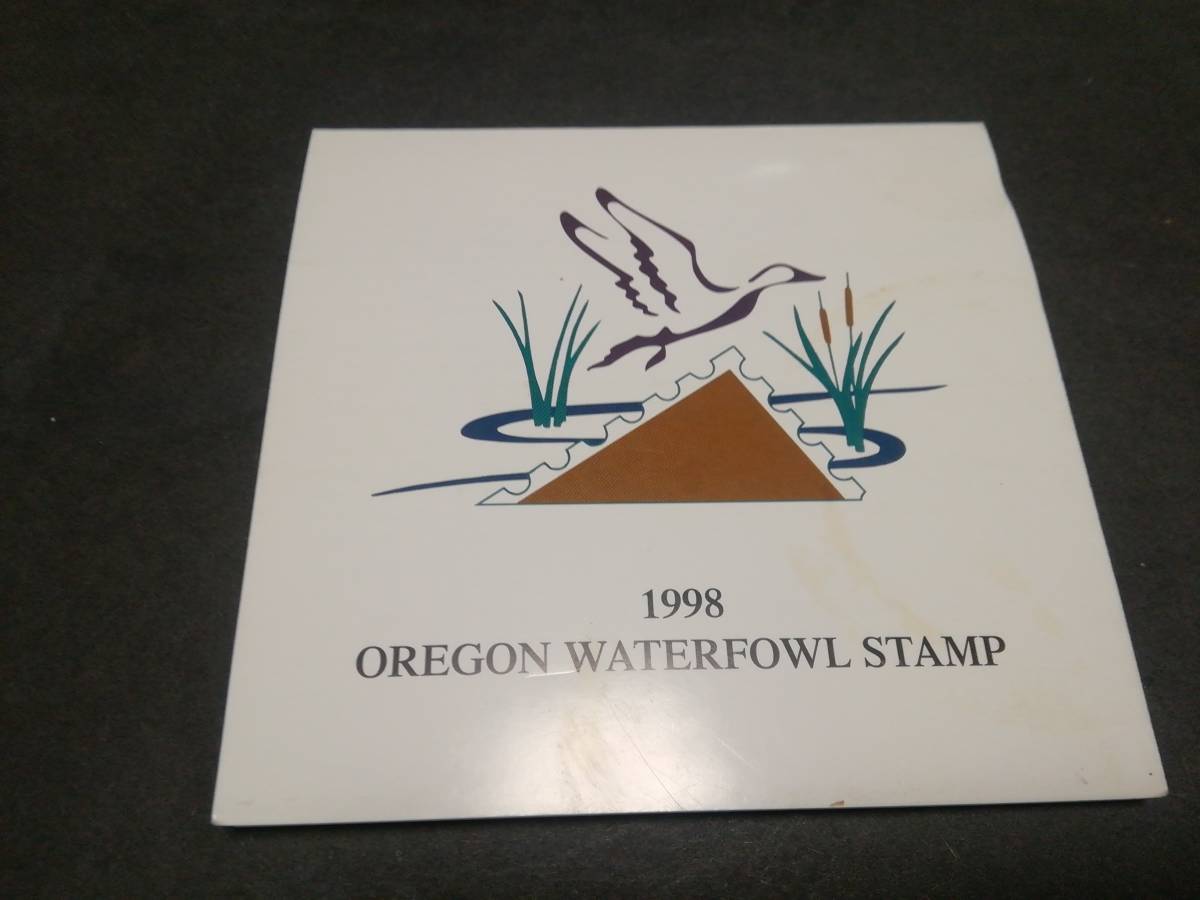 1998
OREGON WATERFOWL STAMP